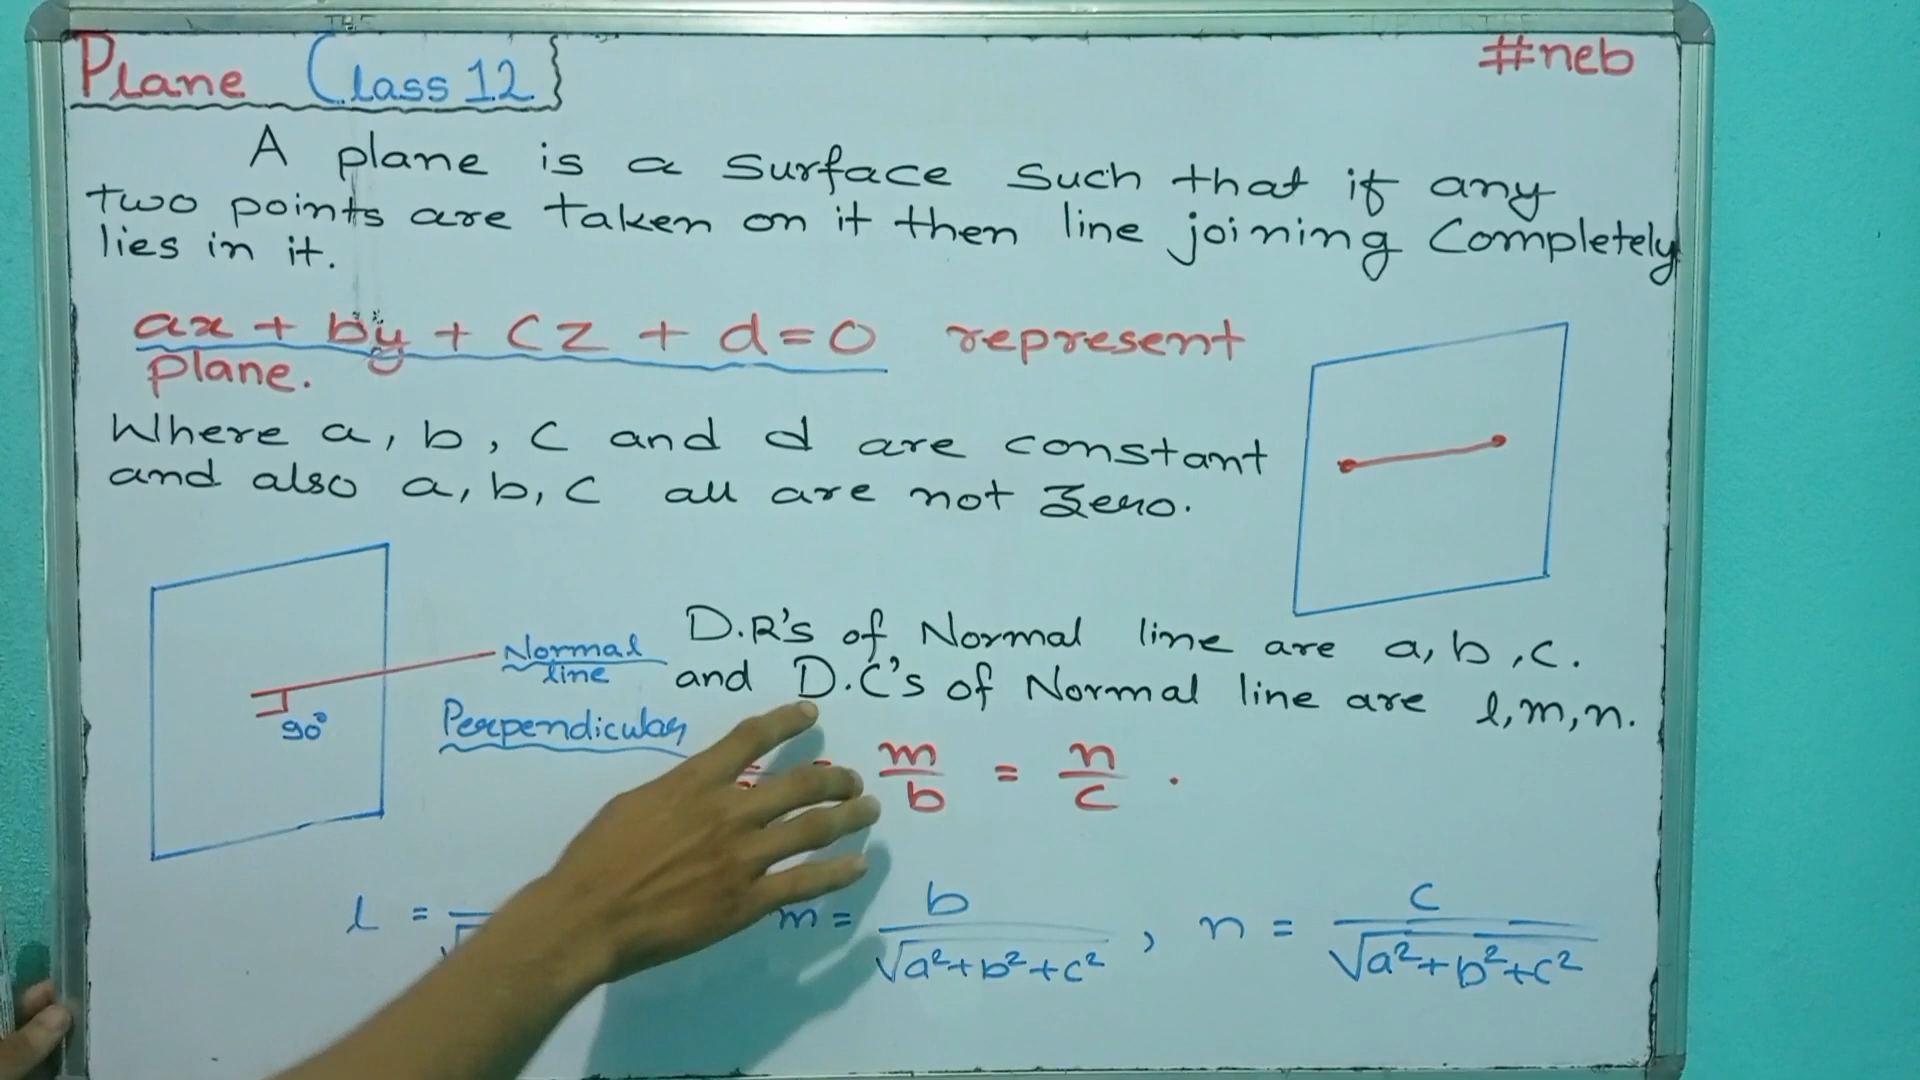 Plane Class 12}
#neb
A plane is a surface such that if any
two points are taken on it then line joining completely
lies in it.
ax + by + cz + d = 0 represent
plane.
Where a, b, c and d are constant
and also a, b, c all are not zero.
Normal
line
90°
Perpendicular
D.R's of Normal line are a, b, c.
and D.C's of Normal line are l, m, n.
= m/b = n/c .
l =
m = b/√a²+b²+c² , n = c/√a²+b²+c²